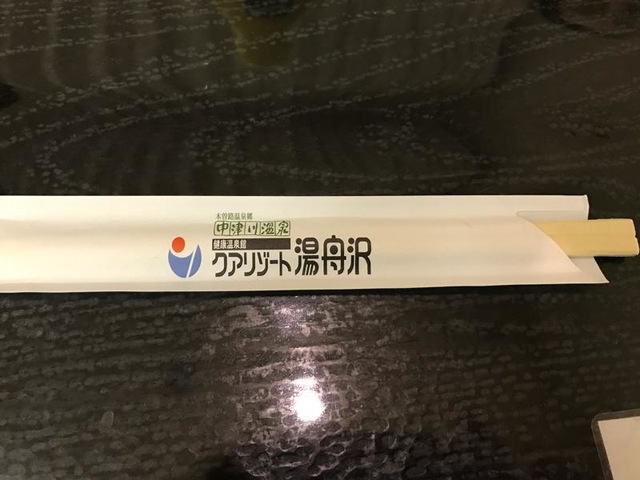 木曽路温泉郷
中津川温泉
健康温泉館
クアリゾート湯舟沢